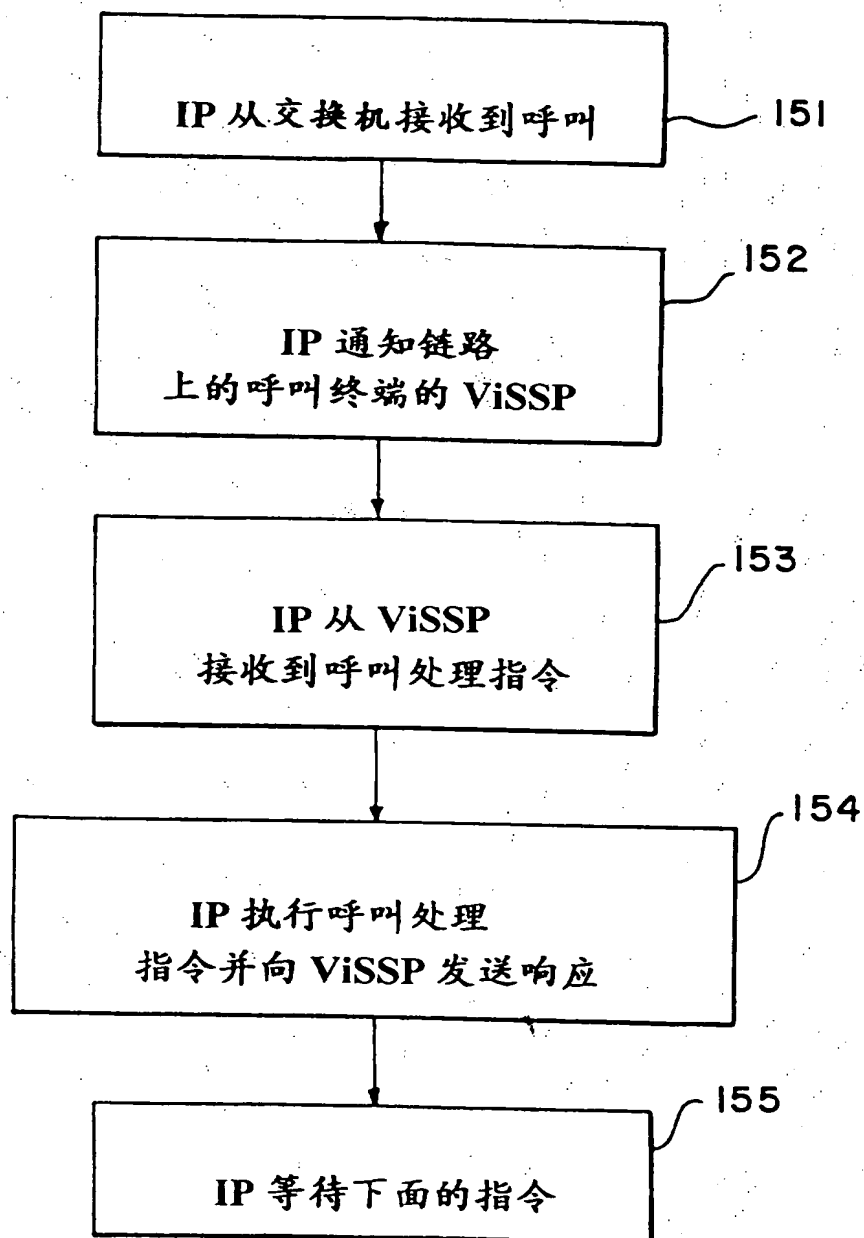 IP 从交换机接收到呼叫
151
152
IP 通知链路
上的呼叫终端的 ViSSP
153
IP 从 ViSSP
接收到呼叫处理指令
154
IP 执行呼叫处理
指令并向 ViSSP 发送响应
155
IP 等待下面的指令